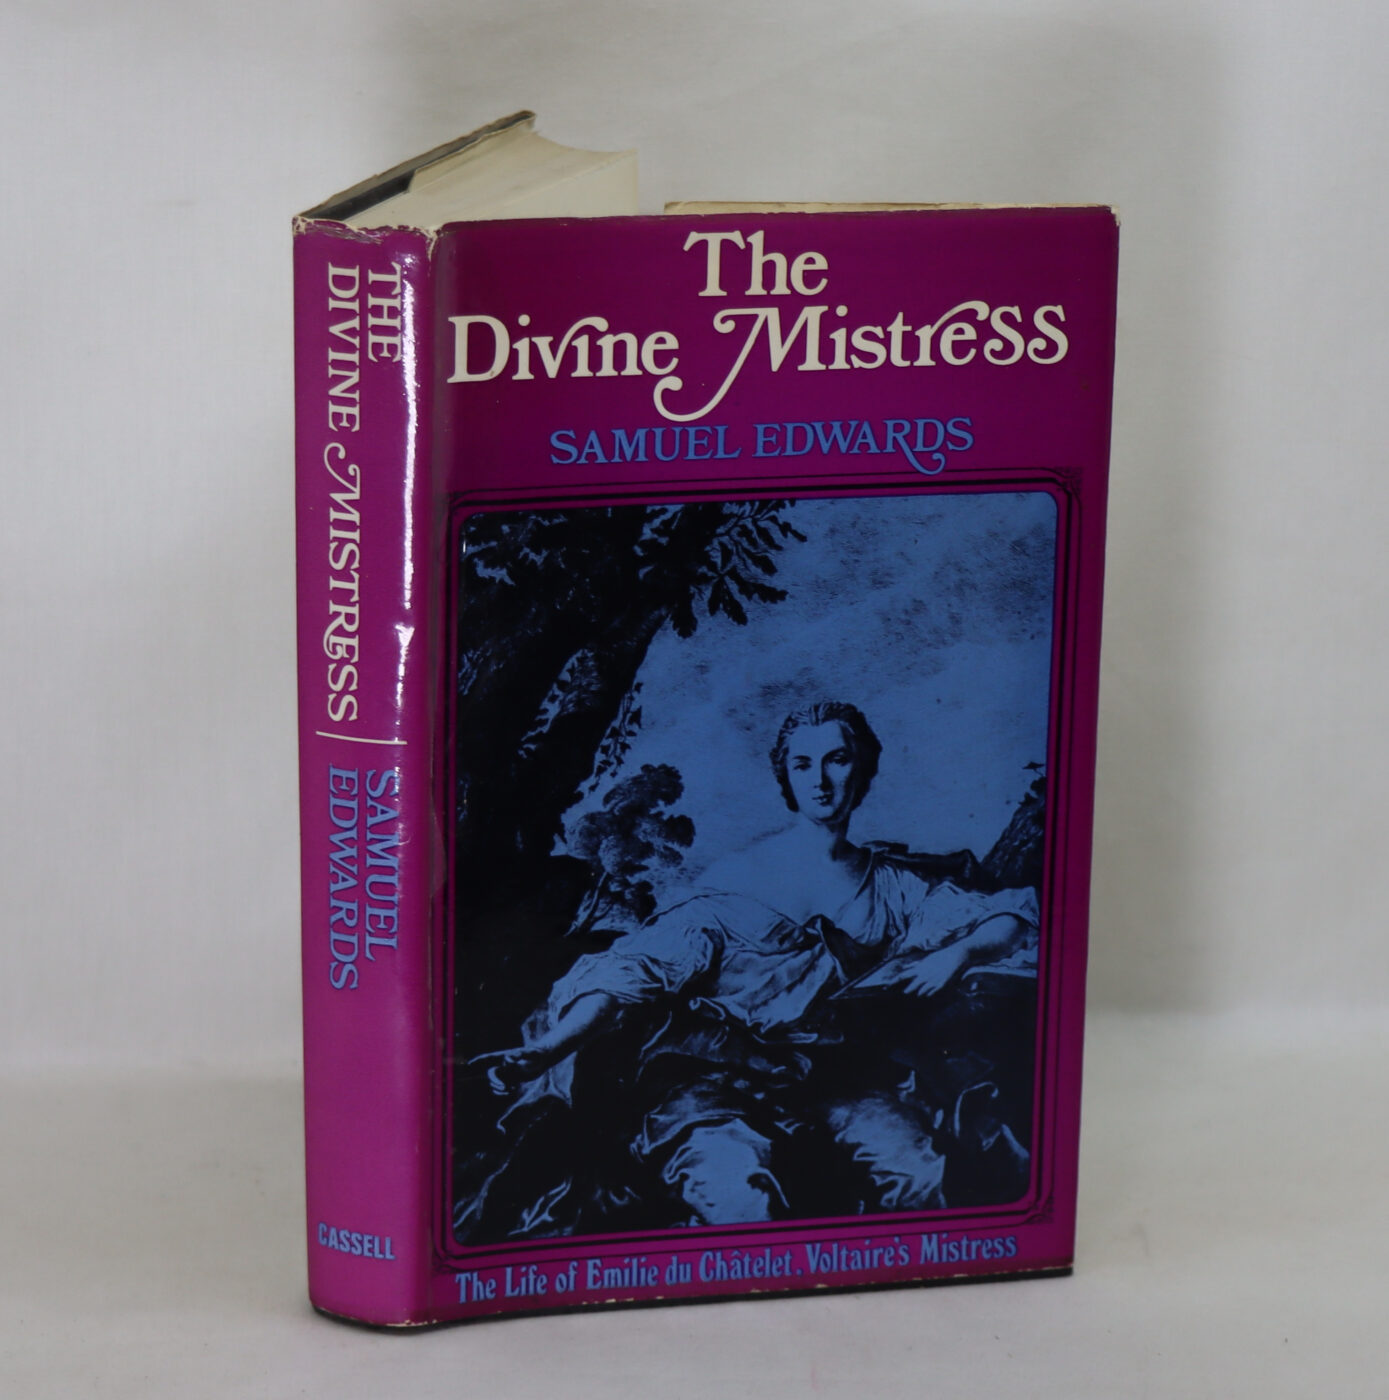 THE
DIVINE MISTRESS
SAMUEL
EDWARDS
CASSELL
The
Divine Mistress
SAMUEL EDWARDS
The Life of Emilie du Châtelet. Voltaire's Mistress